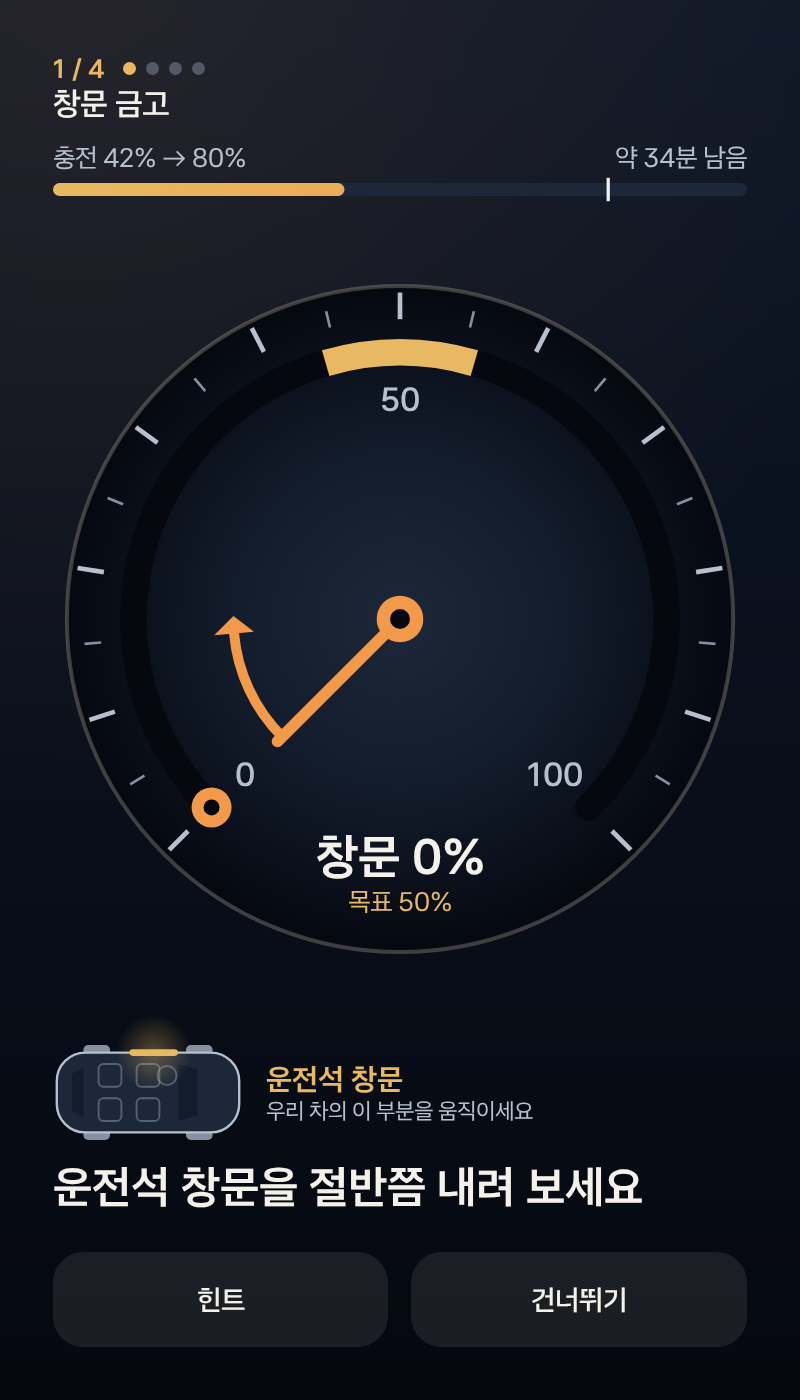 1 / 4
창문 금고
충전 42% → 80%
약 34분 남음
50
0
100
창문 0%
목표 50%
운전석 창문
우리 차의 이 부분을 움직이세요
운전석 창문을 절반쯤 내려 보세요
힌트
건너뛰기